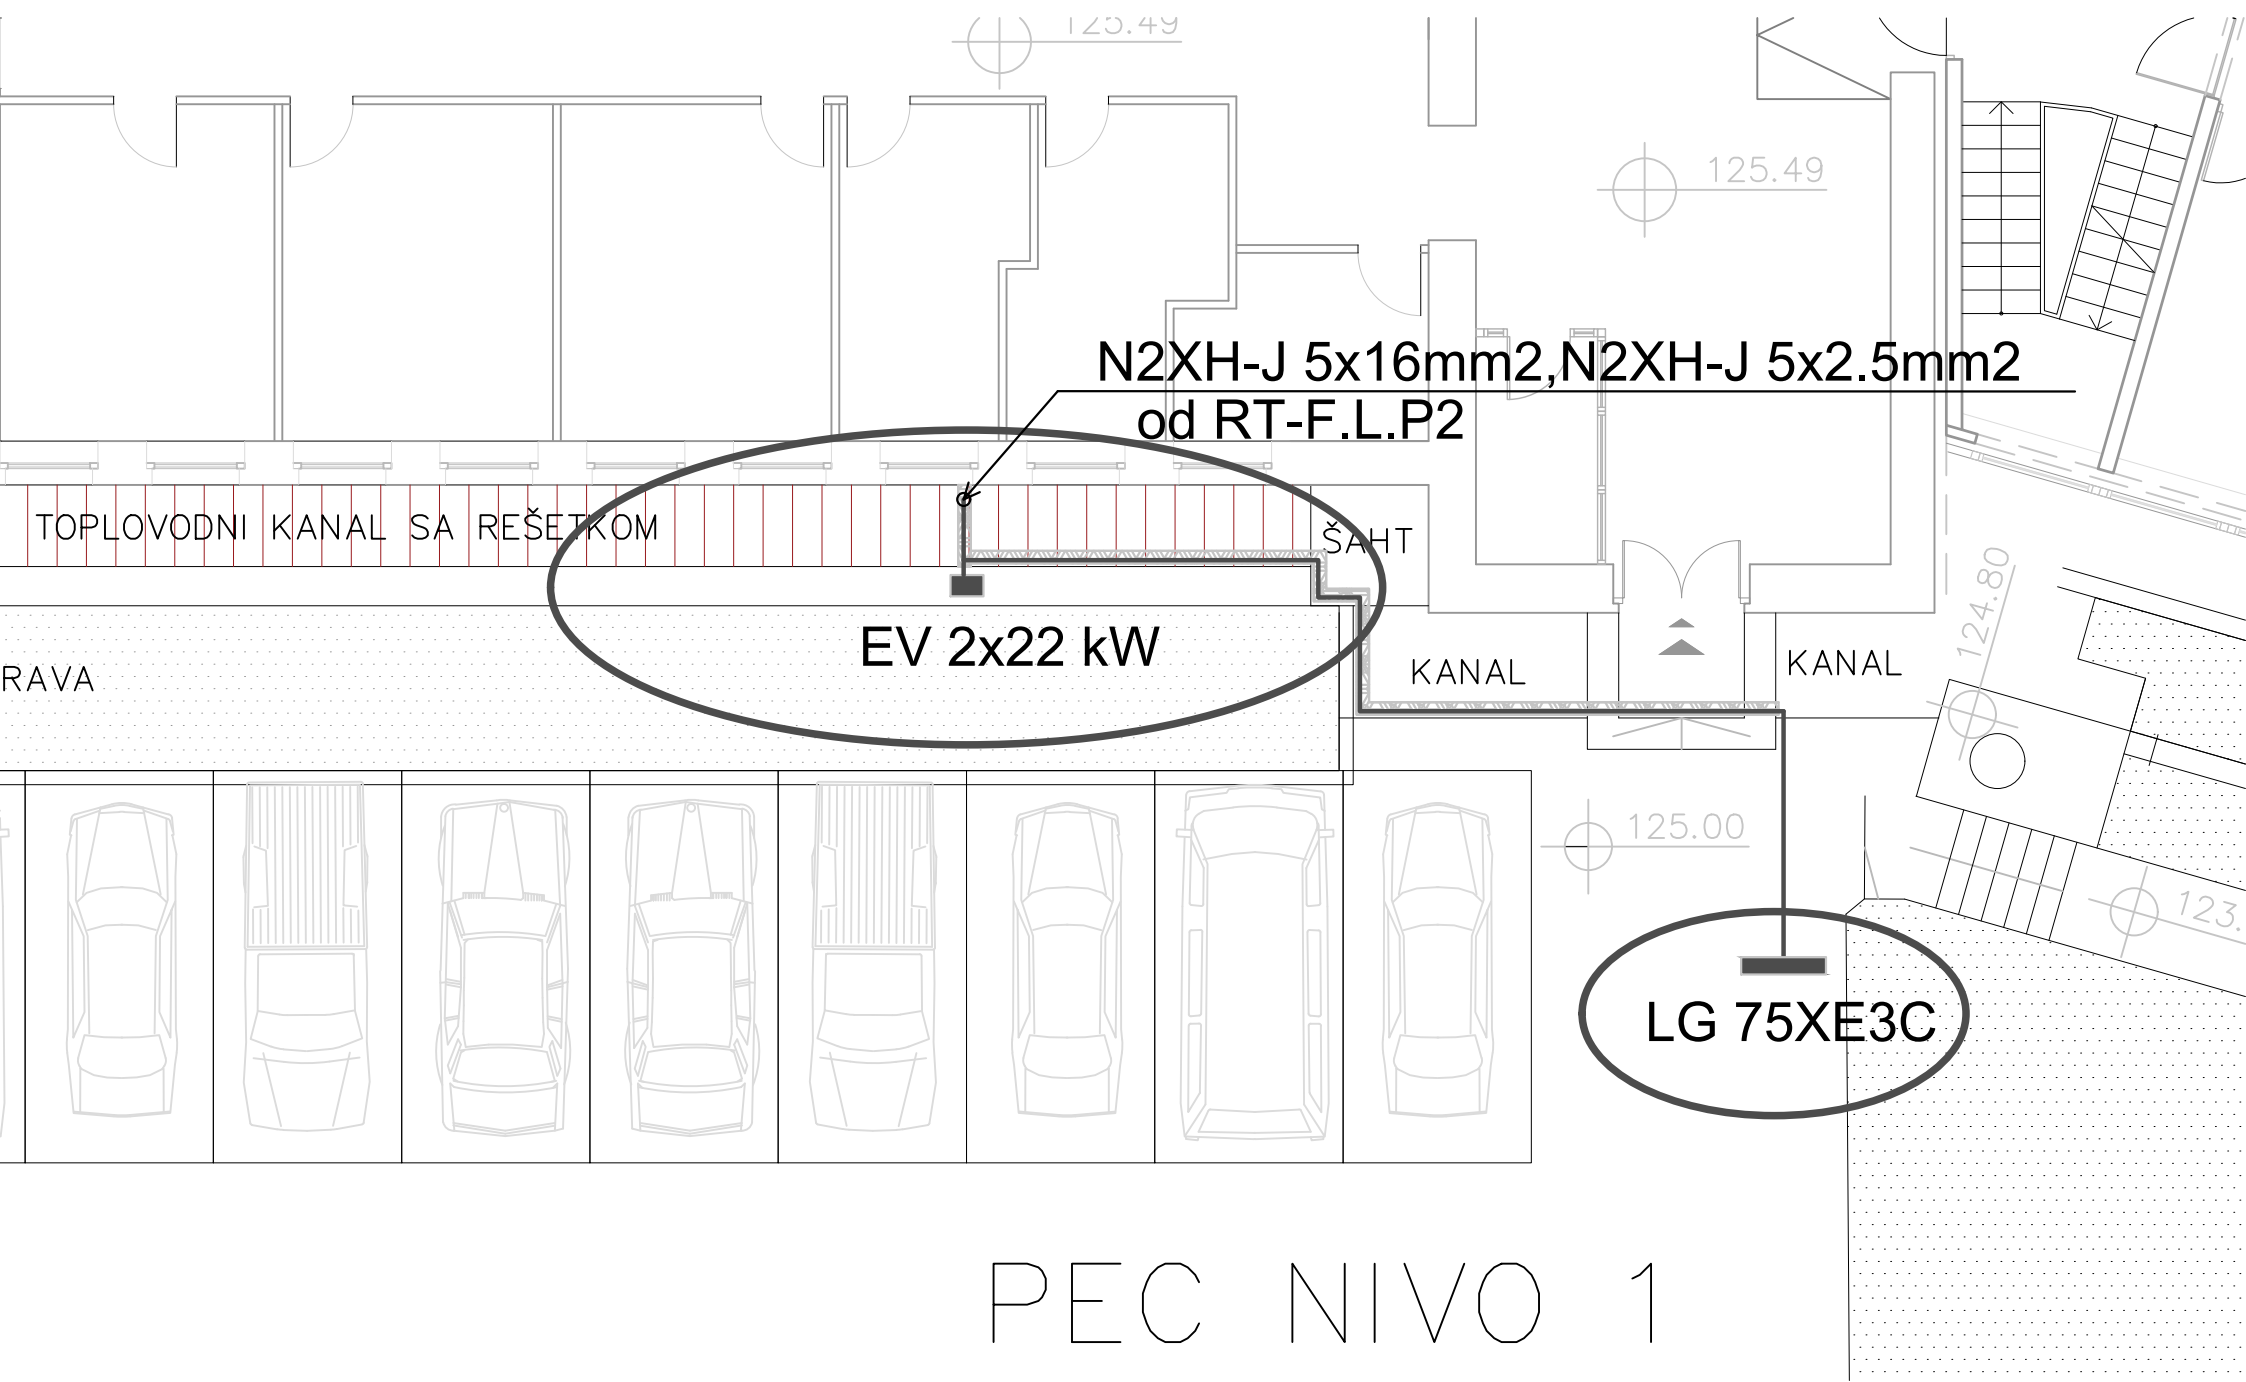 125.49
125.49
N2XH-J 5x16mm2,N2XH-J 5x2.5mm2
od RT-F.L.P2
TOPLOVODNI KANAL SA REŠETKOM
ŠAHT
124.80
EV 2x22 kW
RAVA
KANAL
KANAL
125.00
123.
LG 75XE3C
PEC NIVO 1